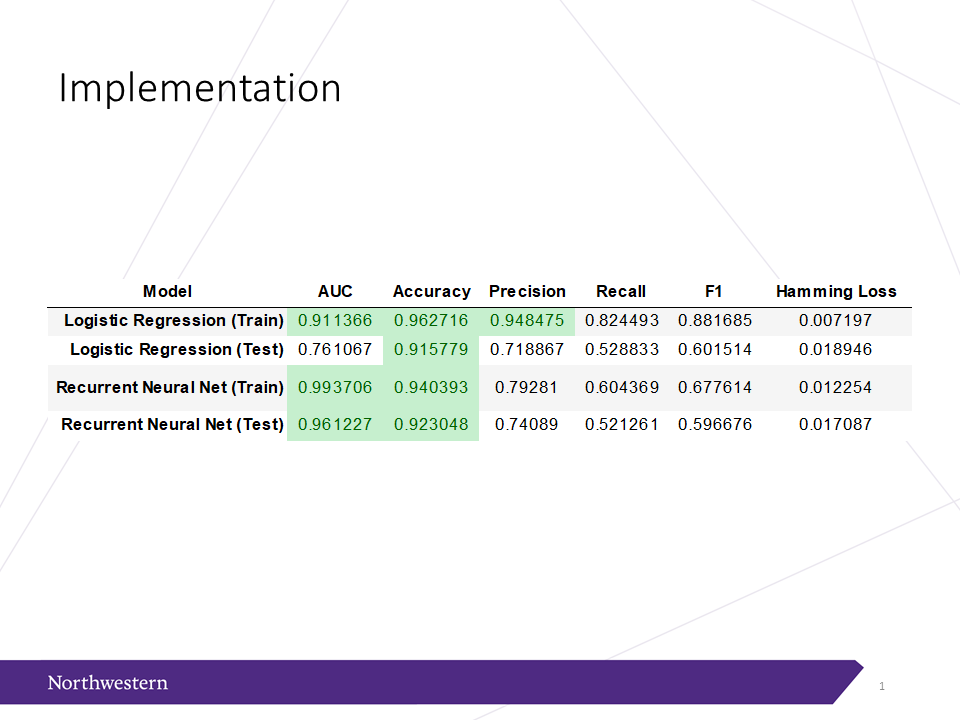 Implementation
Model AUC Accuracy Precision Recall F1 Hamming Loss
Logistic Regression (Train) 0.911366 0.962716 0.948475 0.824493 0.881685 0.007197
Logistic Regression (Test) 0.761067 0.915779 0.718867 0.528833 0.601514 0.018946
Recurrent Neural Net (Train) 0.993706 0.940393 0.79281 0.604369 0.677614 0.012254
Recurrent Neural Net (Test) 0.961227 0.923048 0.74089 0.521261 0.596676 0.017087
Northwestern
1